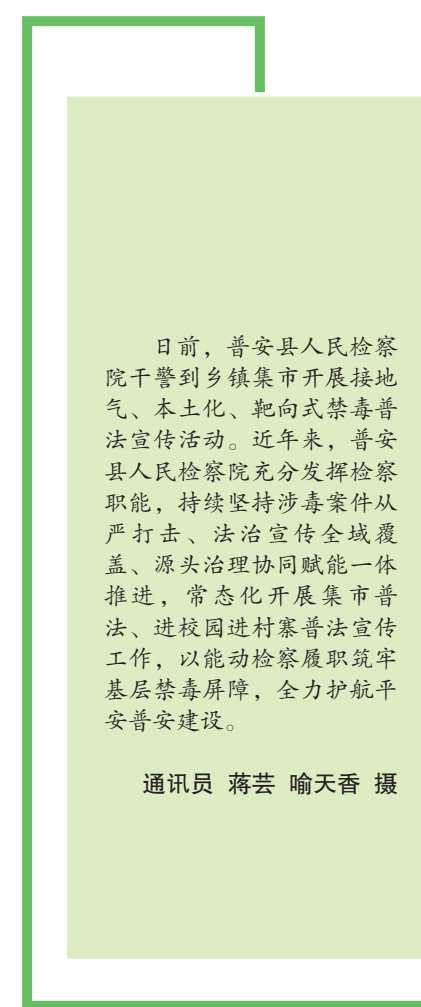 日前，普安县人民检察
院干警到乡镇集市开展接地
气、本土化、靶向式禁毒普
法宣传活动。近年来，普安
县人民检察院充分发挥检察
职能，持续坚持涉毒案件从
严打击、法治宣传全域覆
盖、源头治理协同赋能一体
推进，常态化开展集市普
法、进校园进村寨普法宣传
工作，以能动检察履职筑牢
基层禁毒屏障，全力护航平
安普安建设。
通讯员 蒋芸 喻天香 摄